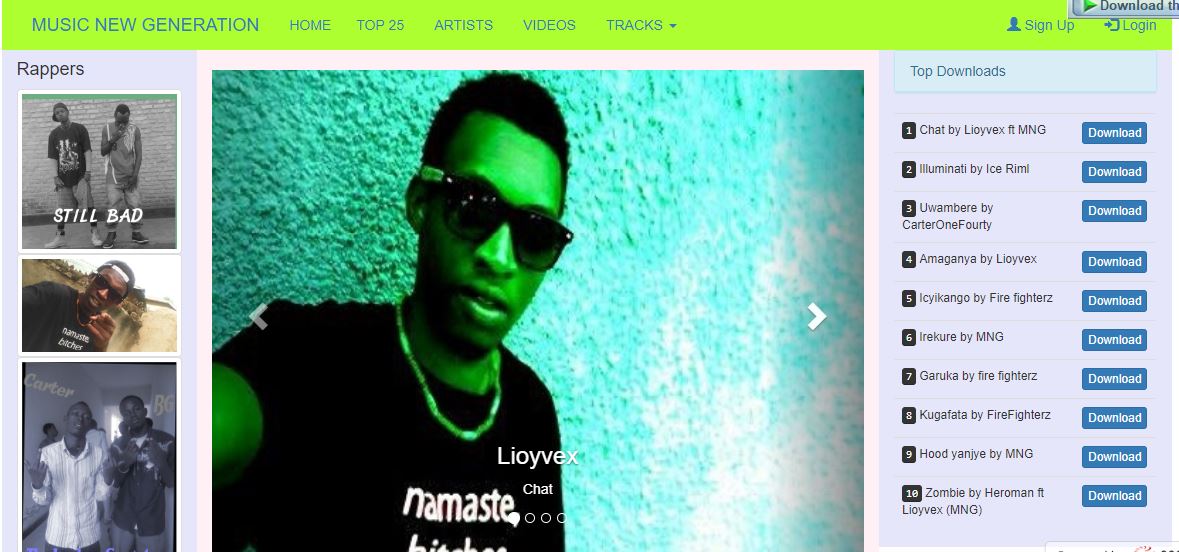 MUSIC NEW GENERATION HOME TOP 25 ARTISTS VIDEOS TRACKS Sign Up Login
Download th
Rappers
STILL BAD
namaste
bitches
Carter
BG
Lioyvex
Chat
namaste
Top Downloads
1 Chat by Lioyvex ft MNG Download
2 Illuminati by Ice Riml Download
3 Uwambere by Download
CarterOneFourty
4 Amaganya by Lioyvex Download
5 Icyikango by Fire fighterz Download
6 Irekure by MNG Download
7 Garuka by fire fighterz Download
8 Kugafata by FireFighterz Download
9 Hood yanjye by MNG Download
10 Zombie by Heroman ft Download
Lioyvex (MNG)